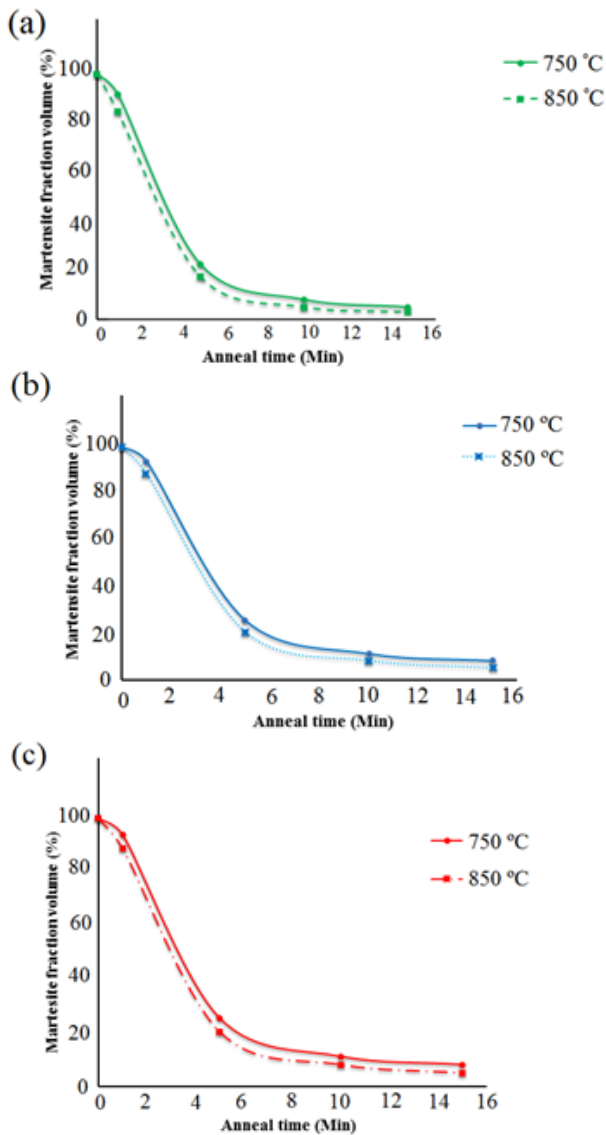 (a)
Martensite fraction volume (%)
100
80
60
40
20
0
0 2 4 6 8 10 12 14 16
Anneal time (Min)
750 °C
850 °C
(b)
Martensite fraction volume (%)
100
80
60
40
20
0
0 2 4 6 8 10 12 14 16
Anneal time (Min)
750 ºC
850 ºC
(c)
Martesite fraction volume (%)
100
80
60
40
20
0
0 2 4 6 8 10 12 14 16
Anneal time (Min)
750 ºC
850 ºC